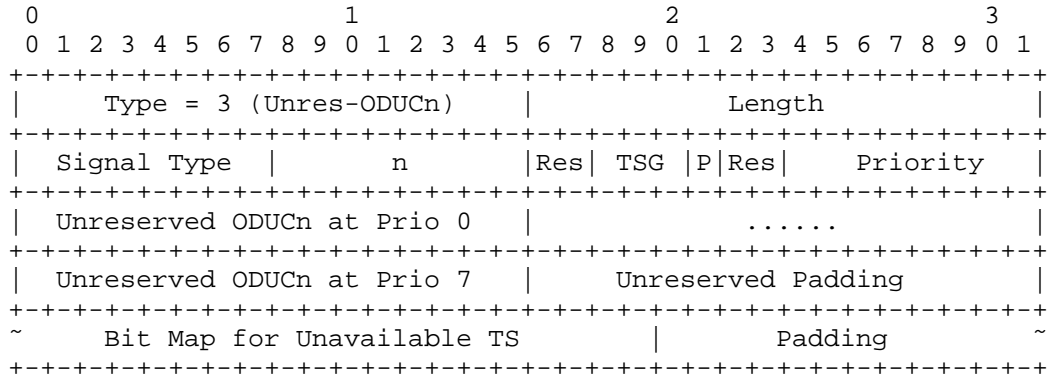 0                   1                   2                   3
 0 1 2 3 4 5 6 7 8 9 0 1 2 3 4 5 6 7 8 9 0 1 2 3 4 5 6 7 8 9 0 1
+-+-+-+-+-+-+-+-+-+-+-+-+-+-+-+-+-+-+-+-+-+-+-+-+-+-+-+-+-+-+-+-+
|     Type = 3 (Unres-ODUCn)    |            Length             |
+-+-+-+-+-+-+-+-+-+-+-+-+-+-+-+-+-+-+-+-+-+-+-+-+-+-+-+-+-+-+-+-+
|  Signal Type  |       n       |Res| TSG |P|Res|    Priority   |
+-+-+-+-+-+-+-+-+-+-+-+-+-+-+-+-+-+-+-+-+-+-+-+-+-+-+-+-+-+-+-+-+
|  Unreserved ODUCn at Prio 0   |             ......            |
+-+-+-+-+-+-+-+-+-+-+-+-+-+-+-+-+-+-+-+-+-+-+-+-+-+-+-+-+-+-+-+-+
|  Unreserved ODUCn at Prio 7   |     Unreserved Padding        |
+-+-+-+-+-+-+-+-+-+-+-+-+-+-+-+-+-+-+-+-+-+-+-+-+-+-+-+-+-+-+-+-+
~     Bit Map for Unavailable TS        |       Padding         ~
+-+-+-+-+-+-+-+-+-+-+-+-+-+-+-+-+-+-+-+-+-+-+-+-+-+-+-+-+-+-+-+-+